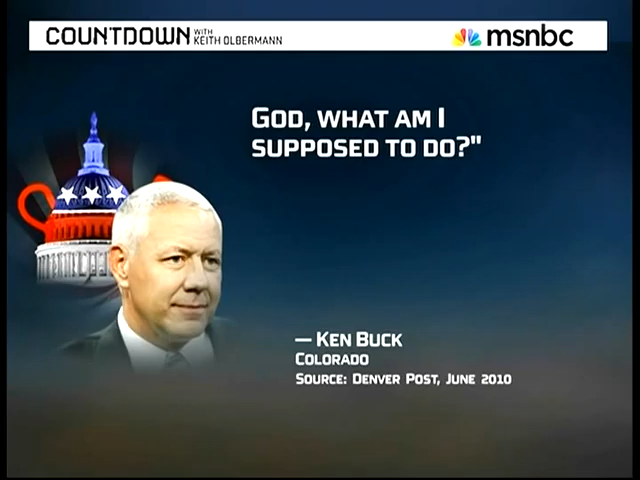 COUNTDOWN WITH KEITH OLBERMANN
msnbc
GOD, WHAT AM I
SUPPOSED TO DO?"
— KEN BUCK
COLORADO
SOURCE: DENVER POST, JUNE 2010